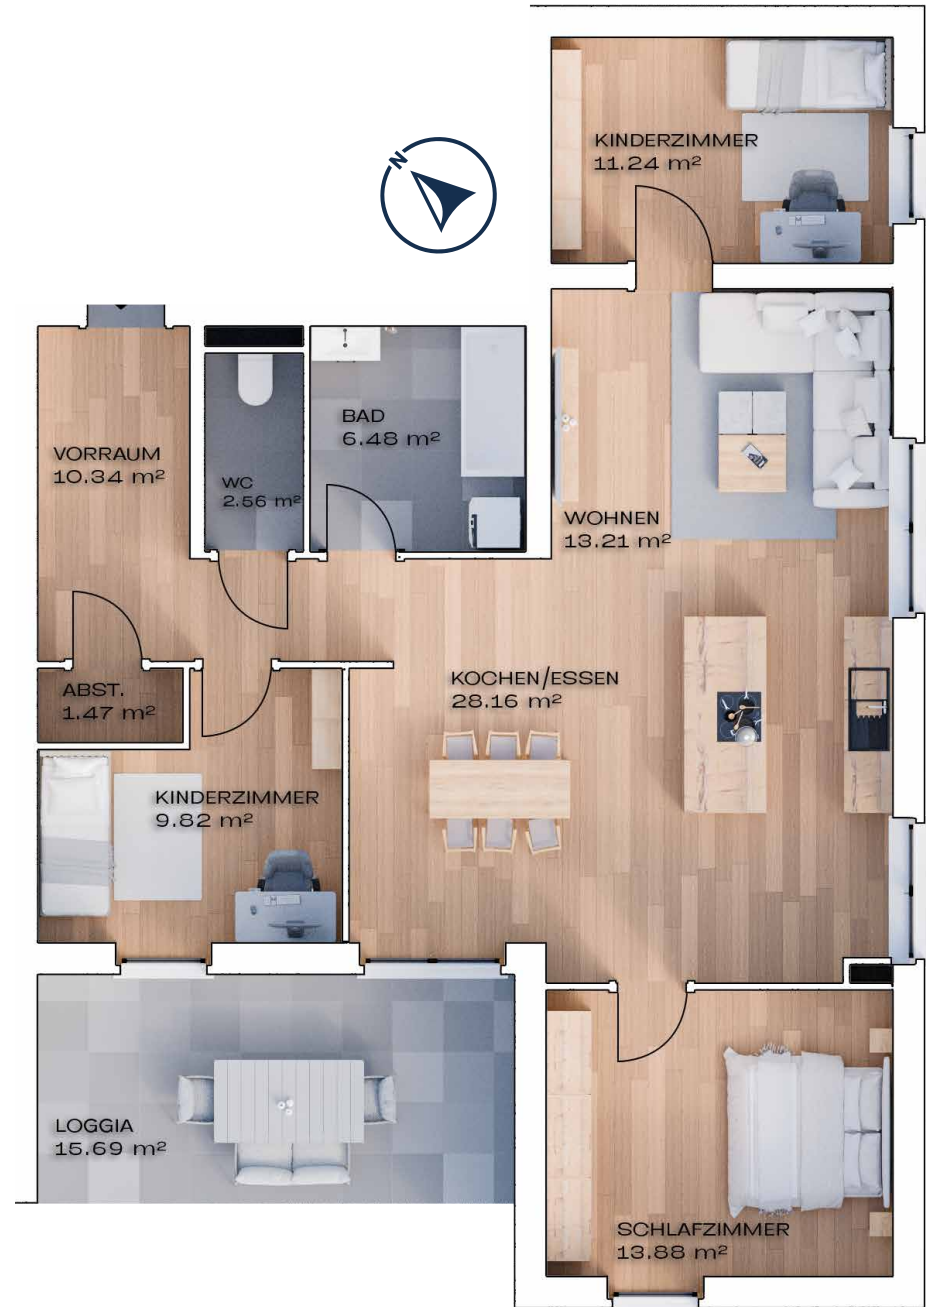 KINDERZIMMER
11.24 m²
N
BAD
6.48 m²
VORRAUM
10.34 m²
WC
2.56 m²
WOHNEN
13.21 m²
KOCHEN/ESSEN
28.16 m²
ABST.
1.47 m²
KINDERZIMMER
9.82 m²
LOGGIA
15.69 m²
SCHLAFZIMMER
13.88 m²